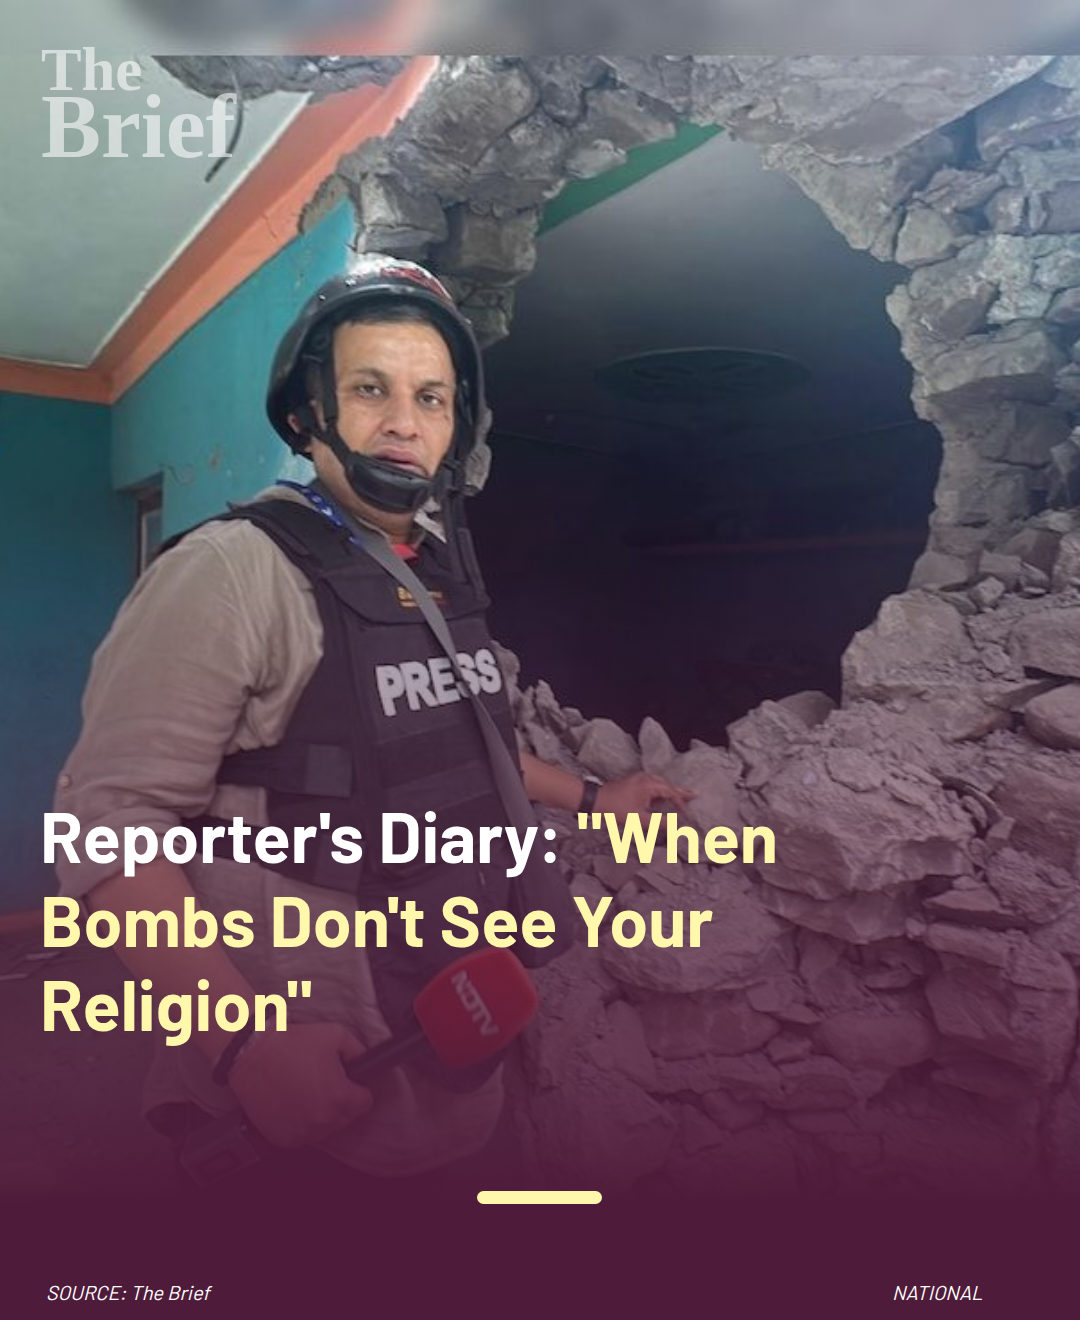 The
Brief
PRESS
Reporter's Diary: "When
Bombs Don't See Your
Religion"
NDTV
SOURCE: The Brief
NATIONAL